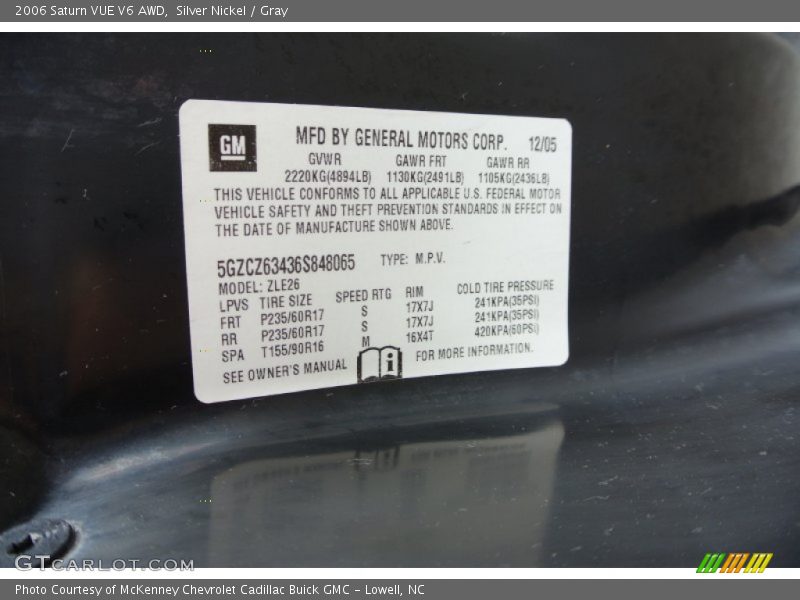 2006 Saturn VUE V6 AWD, Silver Nickel / Gray
GM
MFD BY GENERAL MOTORS CORP. 12/05
GVWR GAWR FRT GAWR RR
2220KG(4894LB) 1130KG(2491LB) 1105KG(2436LB)
THIS VEHICLE CONFORMS TO ALL APPLICABLE U.S. FEDERAL MOTOR
VEHICLE SAFETY AND THEFT PREVENTION STANDARDS IN EFFECT ON
THE DATE OF MANUFACTURE SHOWN ABOVE.
5GZCZ63436S848065 TYPE: M.P.V.
MODEL: ZLE26
LPVS TIRE SIZE SPEED RTG RIM COLD TIRE PRESSURE
FRT P235/60R17 S 17X7J 241KPA(35PSI)
RR P235/60R17 S 17X7J 241KPA(35PSI)
SPA T155/90R16 M 16X4T 420KPA(60PSI)
SEE OWNER'S MANUAL i FOR MORE INFORMATION.
GTCARLOT.COM
Photo Courtesy of McKenney Chevrolet Cadillac Buick GMC - Lowell, NC